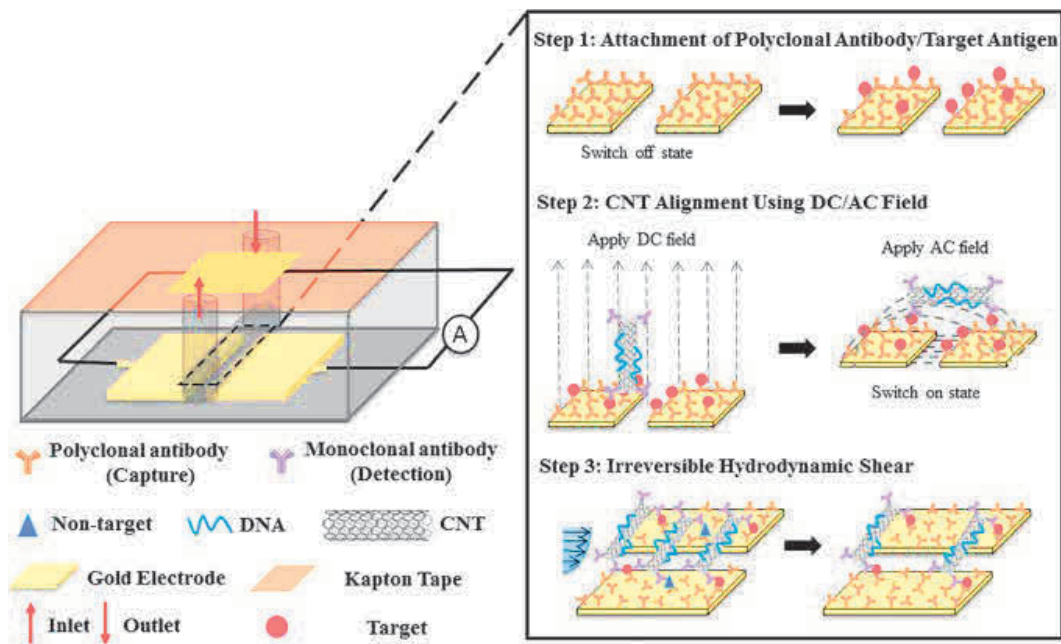 Step 1: Attachment of Polyclonal Antibody/Target Antigen
Switch off state
Step 2: CNT Alignment Using DC/AC Field
Apply DC field
Apply AC field
Switch on state
Step 3: Irreversible Hydrodynamic Shear
A
Polyclonal antibody
(Capture)
Monoclonal antibody
(Detection)
Non-target
DNA
CNT
Gold Electrode
Kapton Tape
Inlet
Outlet
Target